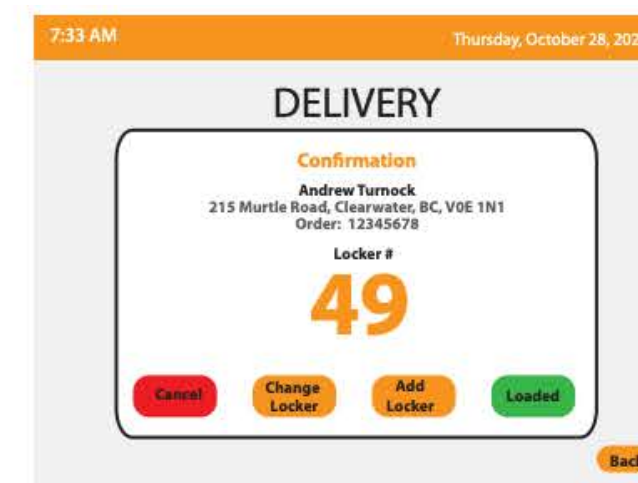 7:33 AM
Thursday, October 28, 202
DELIVERY
Confirmation
Andrew Turnock
215 Murtle Road, Clearwater, BC, V0E 1N1
Order: 12345678
Locker #
49
Cancel
Change
Locker
Add
Locker
Loaded
Back